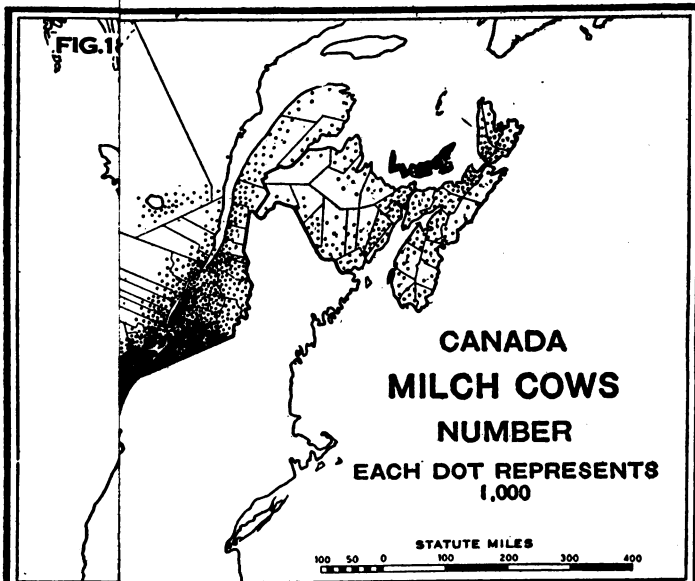 FIG.18
CANADA
MILCH COWS
NUMBER
EACH DOT REPRESENTS
1,000
STATUTE MILES
100 50 0 100 200 300 400